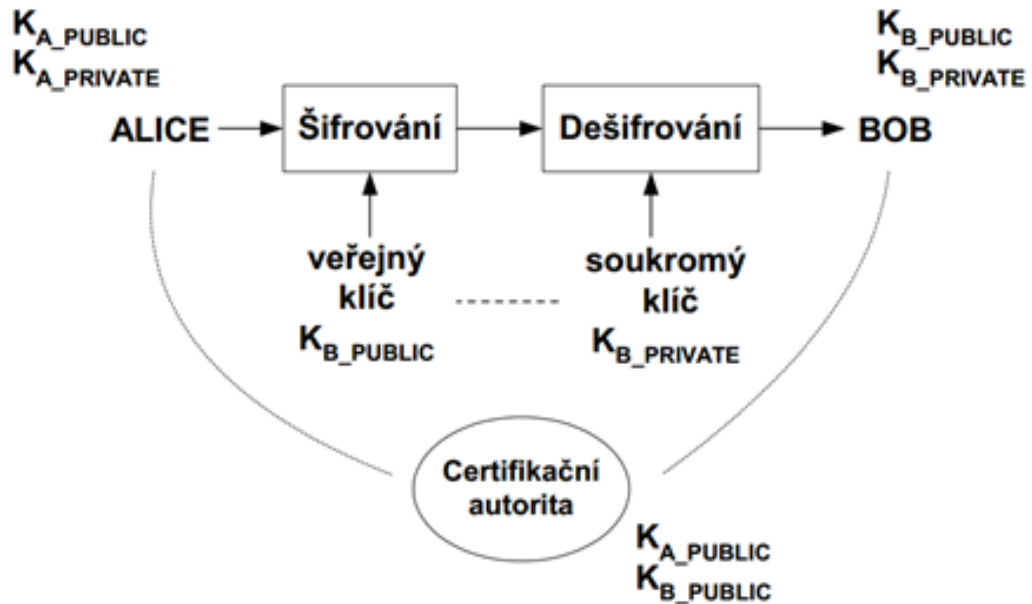 K_A_PUBLIC
K_A_PRIVATE
K_B_PUBLIC
K_B_PRIVATE
ALICE
Šifrování
Dešifrování
BOB
veřejný
klíč
K_B_PUBLIC
soukromý
klíč
K_B_PRIVATE
Certifikační
autorita
K_A_PUBLIC
K_B_PUBLIC